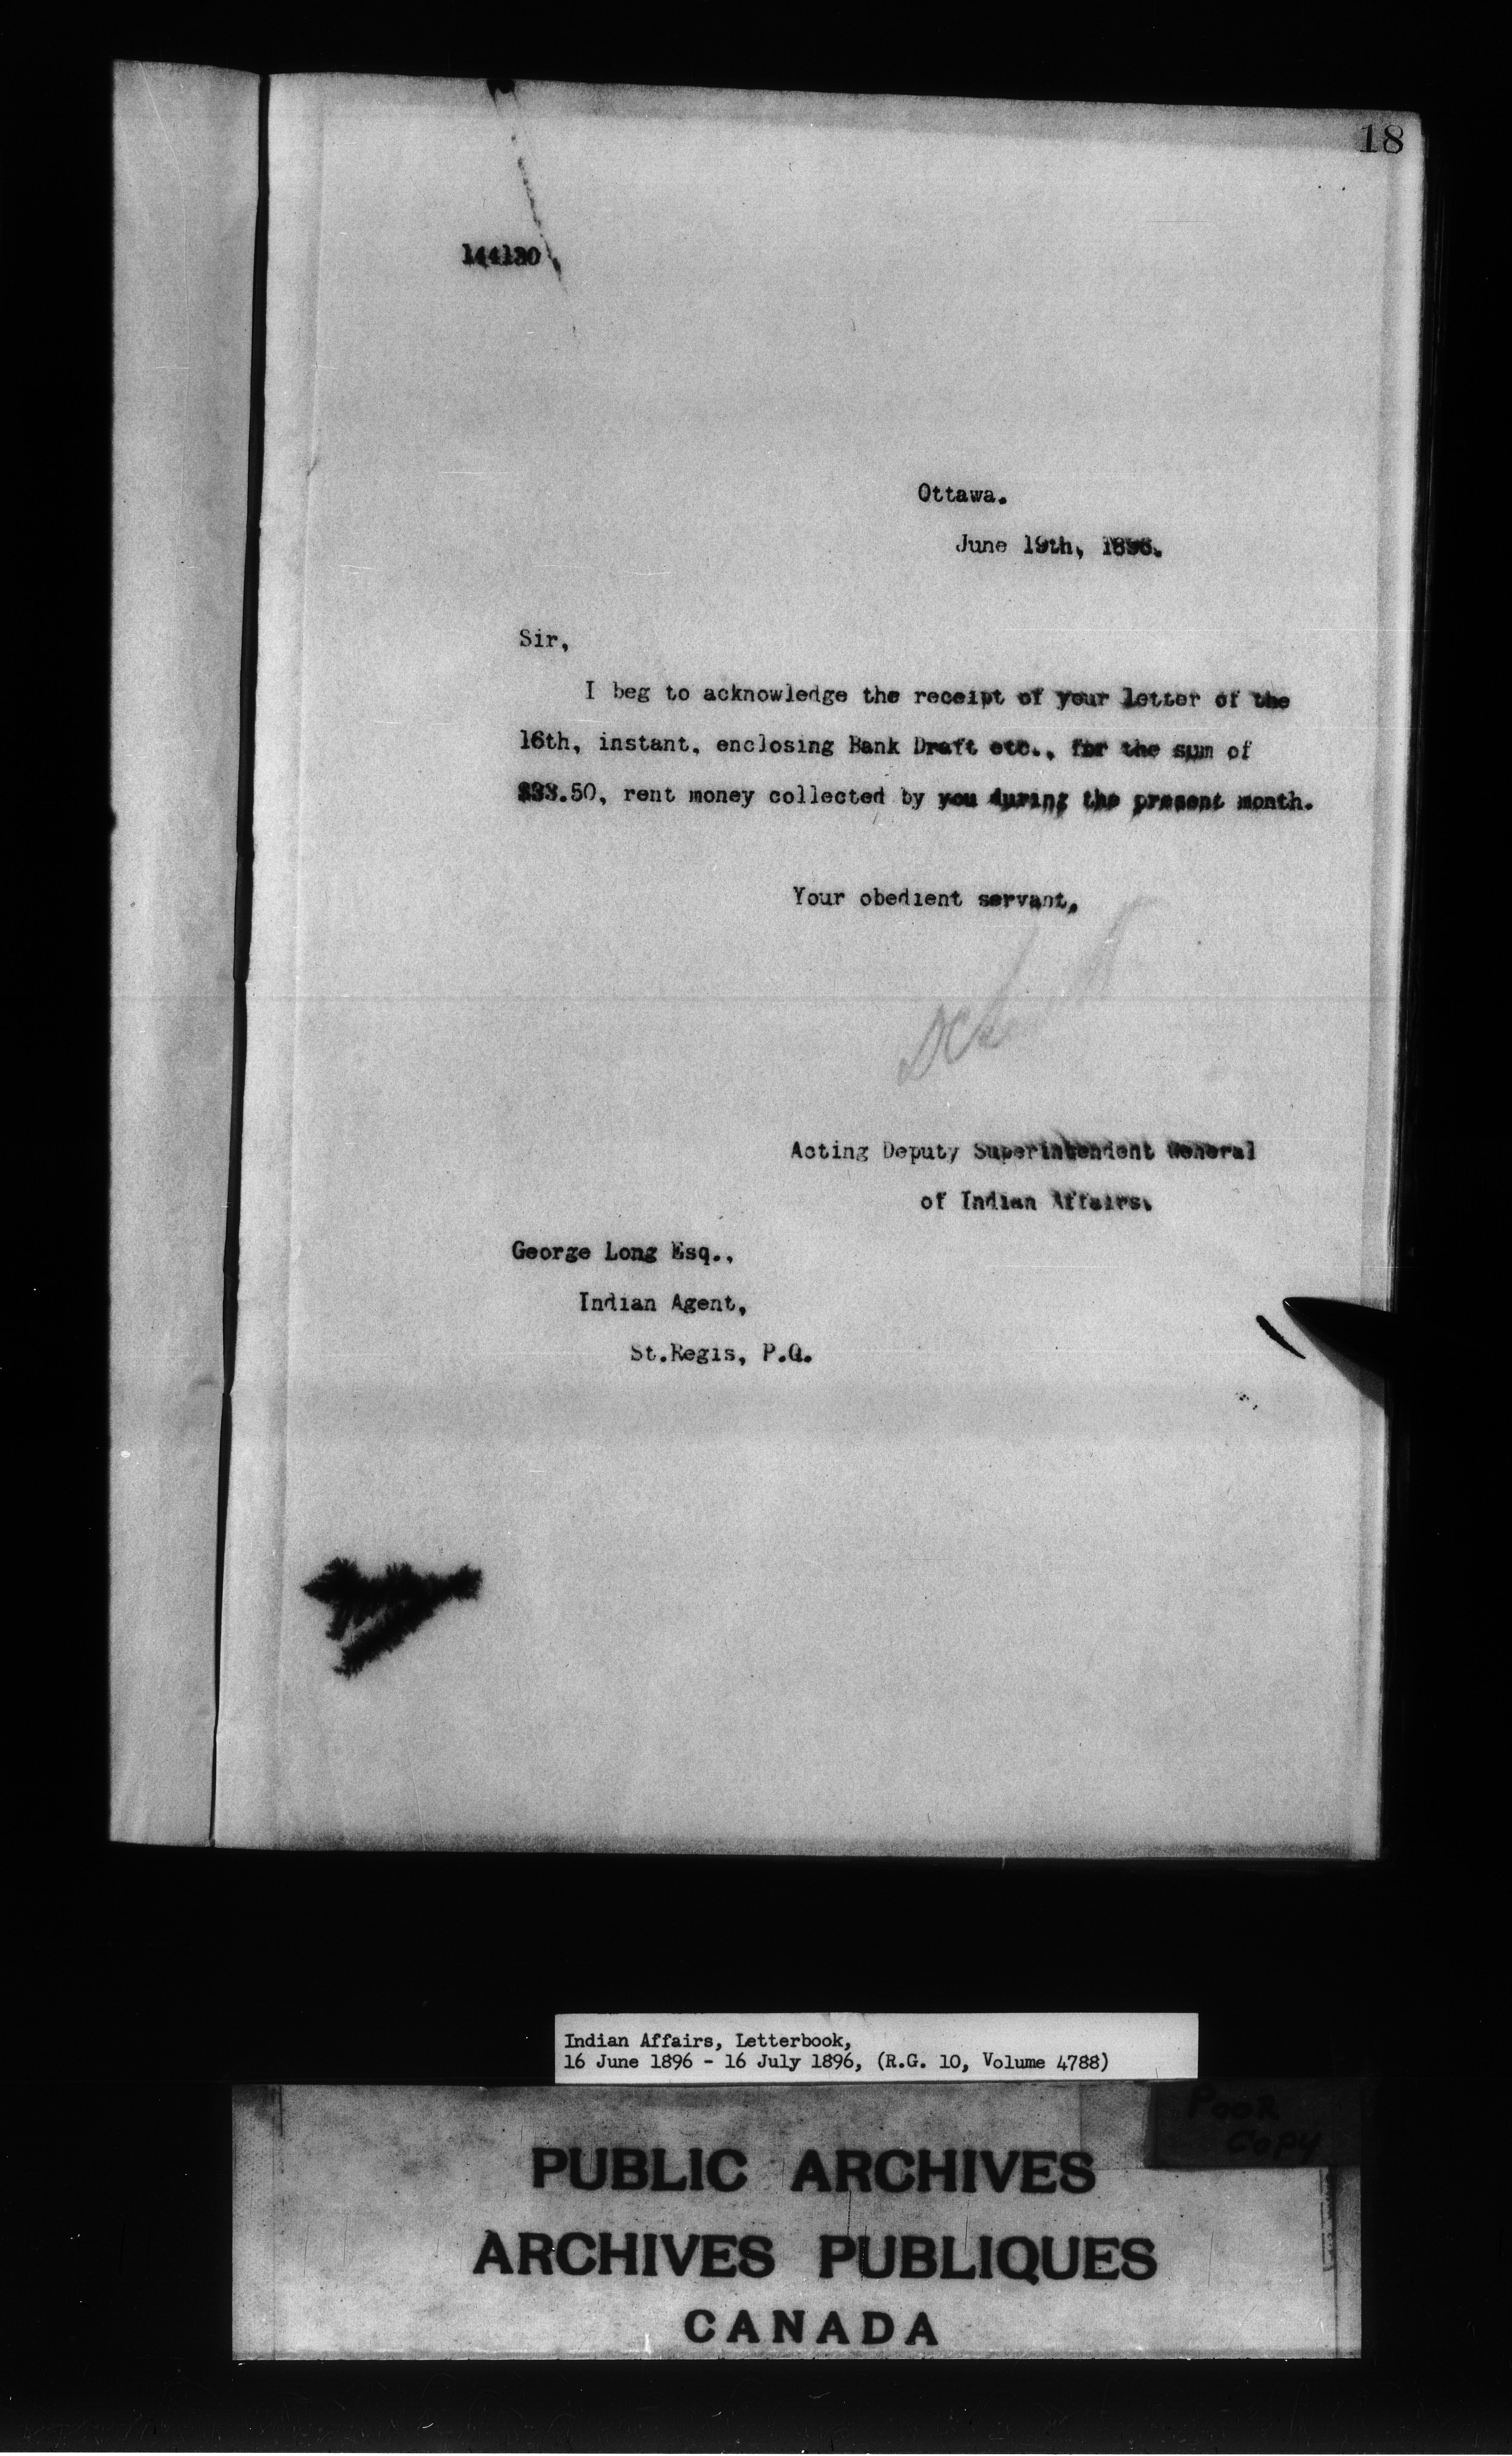 18
144130
Ottawa.
June 19th, 1896.
Sir,
I beg to acknowledge the receipt of your letter of the
16th, instant, enclosing Bank Draft etc., for the sum of
$33.50, rent money collected by you during the present month.
Your obedient servant,
Acting Deputy Superintendent General
of Indian Affairs.
George Long Esq.,
Indian Agent,
St.Regis, P.Q.
Indian Affairs, Letterbook,
16 June 1896 - 16 July 1896, (R.G. 10, Volume 4788)
POOR
COPY
PUBLIC ARCHIVES
ARCHIVES PUBLIQUES
CANADA